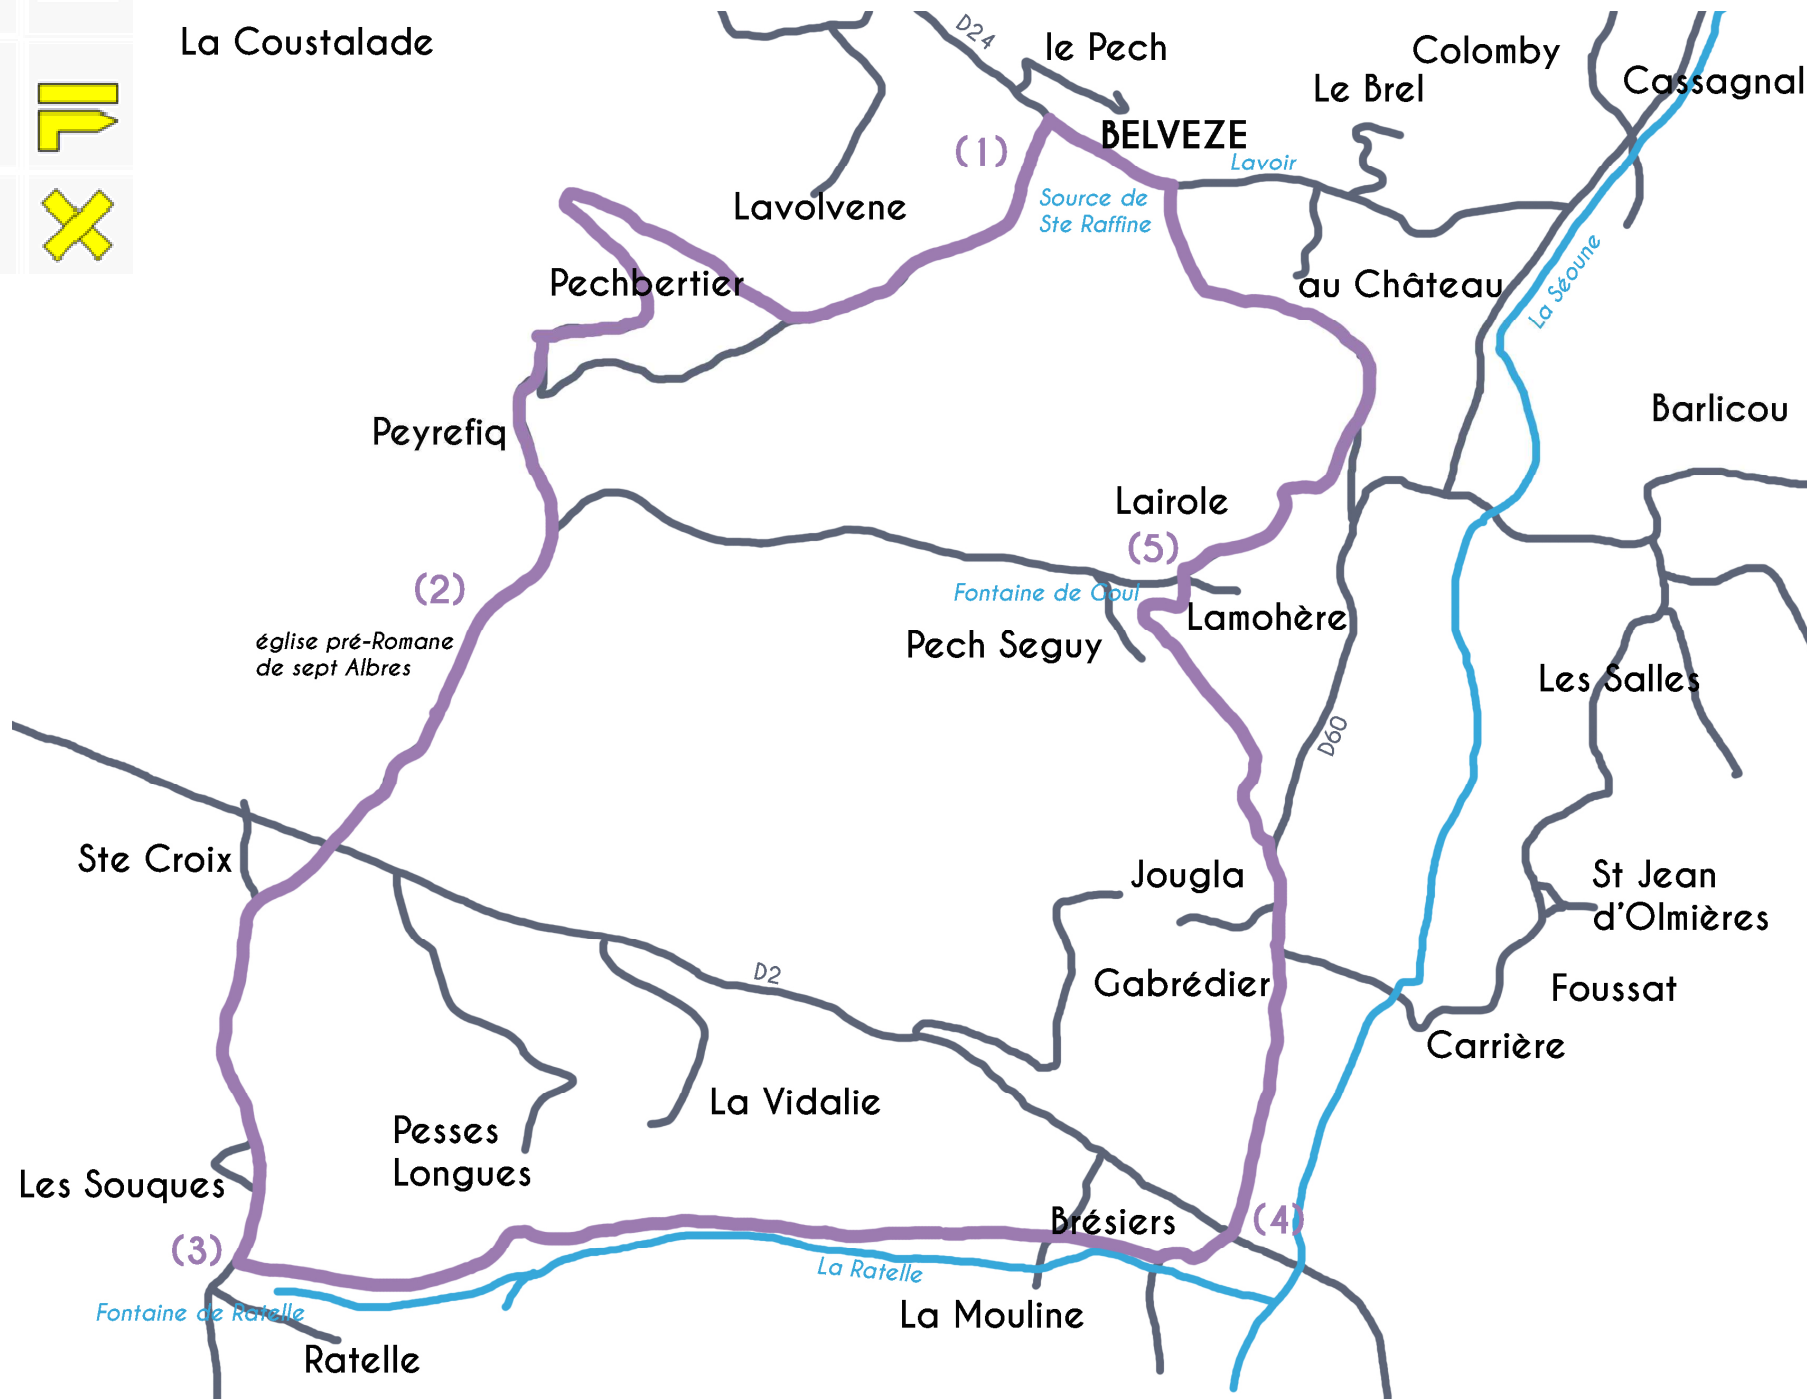 La Coustalade
D24
le Pech
Colomby
Cassagnal
Le Brel
BELVEZE
(1)
Lavoir
Source de
Ste Raffine
Lavolvene
Pechbertier
au Château
La Séoune
Barlicou
Peyrefiq
Lairole
(5)
(2)
Fontaine de Coul
Lamohère
Pech Seguy
église pré-Romane
de sept Albres
Les Salles
D60
Ste Croix
Jougla
St Jean
d'Olmières
D2
Gabrédier
Foussat
Carrière
La Vidalie
Pesses
Longues
Les Souques
Brésiers
(4)
(3)
La Ratelle
Fontaine de Ratelle
La Mouline
Ratelle